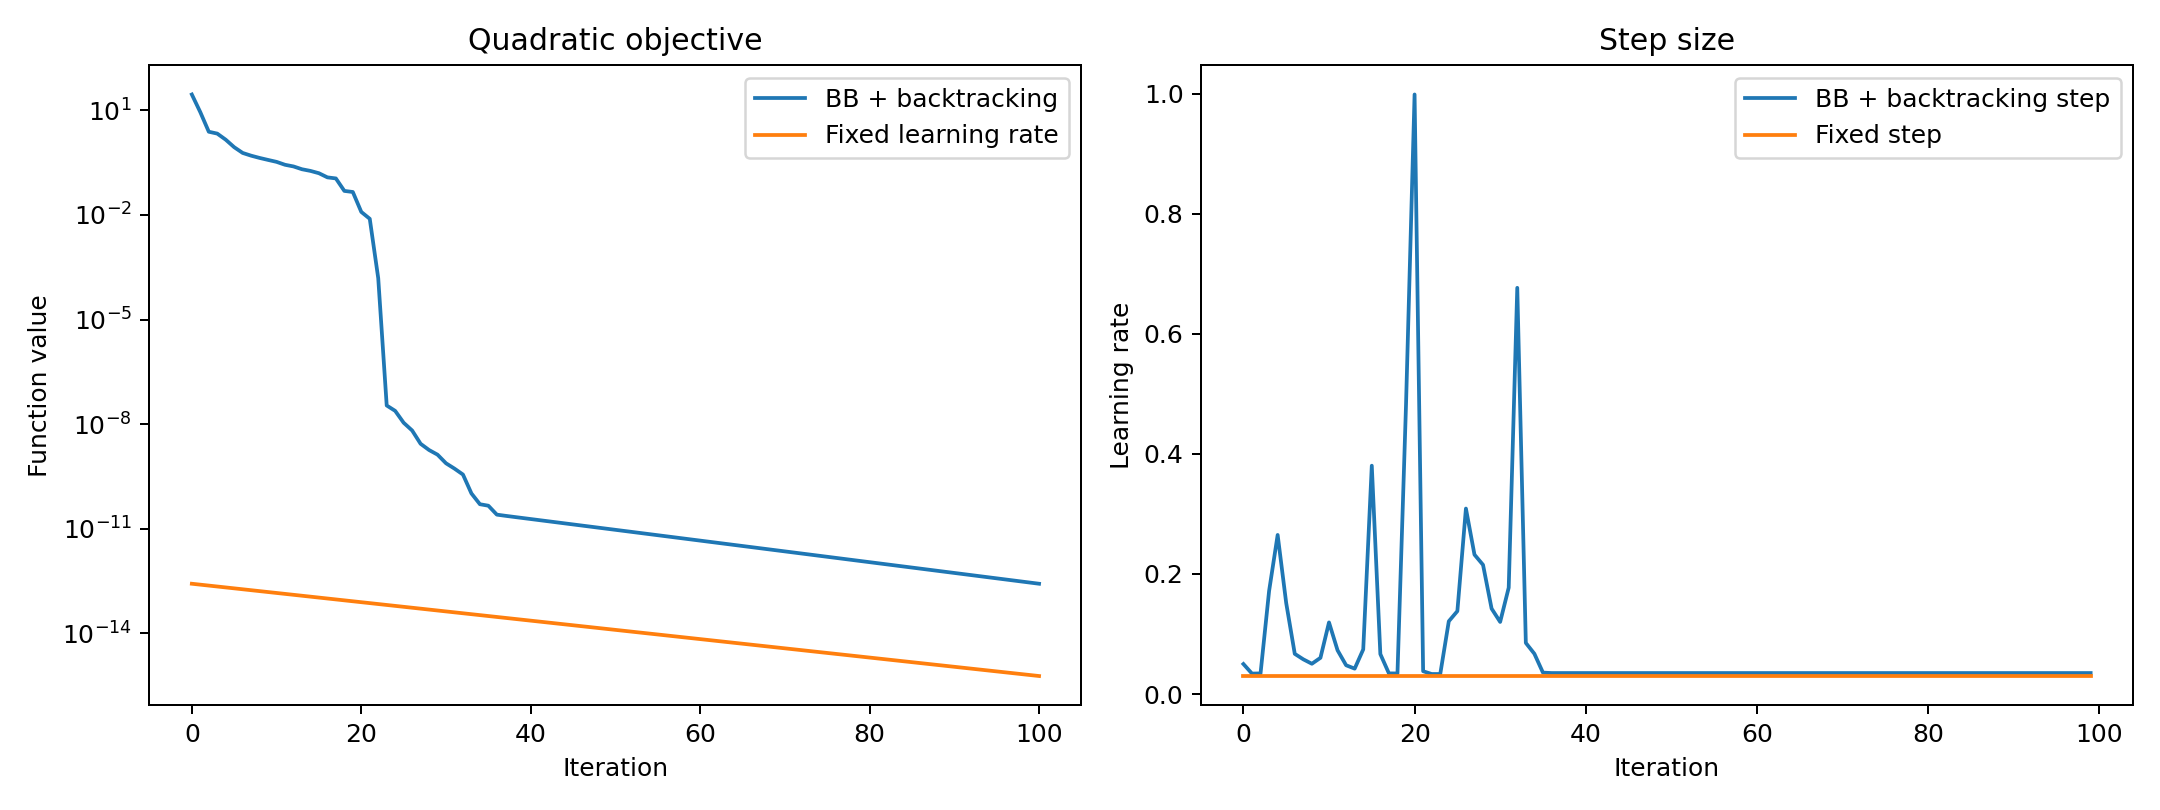 Quadratic objective
BB + backtracking
Fixed learning rate
Function value
10¹
10⁻²
10⁻⁵
10⁻⁸
10⁻¹¹
10⁻¹⁴
0 20 40 60 80 100
Iteration
Step size
BB + backtracking step
Fixed step
Learning rate
1.0
0.8
0.6
0.4
0.2
0.0
0 20 40 60 80 100
Iteration